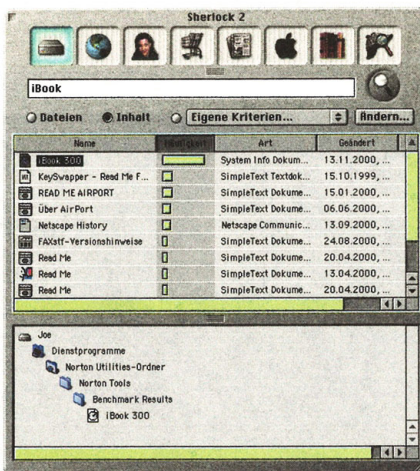 Sherlock 2
iBook
Dateien Inhalt Eigene Kriterien... Ändern...
Name Häufigkeit Art Geändert
iBook 300 System Info Dokum... 13.11.2000, ...
KeySwapper - Read Me F... SimpleText Textdok... 15.10.1999, ...
READ ME AIRPORT SimpleText Dokume... 15.01.2000, ...
Über AirPort SimpleText Dokume... 06.06.2000, ...
Netscape History Netscape Communic... 13.09.2000, ...
FAXstf-Versionshinweise SimpleText Dokume... 24.08.2000, ...
Read Me SimpleText Dokume... 20.04.2000, ...
Read Me SimpleText Dokume... 13.04.2000, ...
Read Me SimpleText Dokume... 20.04.2000, ...
Joe
Dienstprogramme
Norton Utilities-Ordner
Norton Tools
Benchmark Results
iBook 300